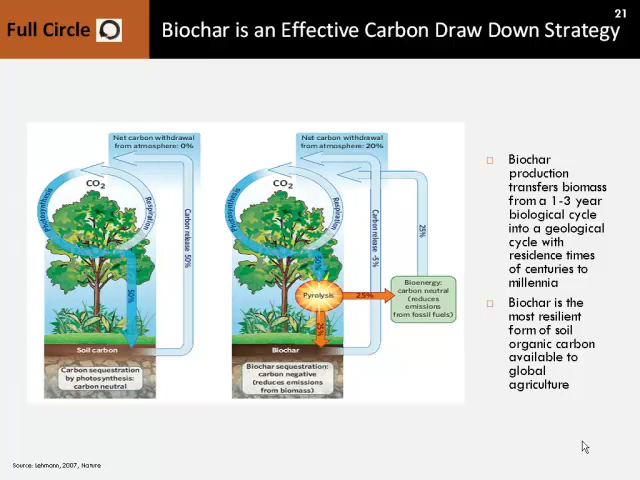 Full Circle
Biochar is an Effective Carbon Draw Down Strategy
21
Net carbon withdrawal
from atmosphere: 0%
CO2
Photosynthesis
Respiration
Carbon release 50%
50%
Soil carbon
Carbon sequestration
by photosynthesis:
carbon neutral
Net carbon withdrawal
from atmosphere: 20%
CO2
Photosynthesis
Respiration
Carbon release -5%
25%
50%
Pyrolysis
25%
25%
Bioenergy:
carbon neutral
(reduces
emissions
from fossil fuels)
Biochar
Biochar sequestration:
carbon negative
(reduces emissions
from biomass)
Biochar
production
transfers biomass
from a 1-3 year
biological cycle
into a geological
cycle with
residence times
of centuries to
millennia
Biochar is the
most resilient
form of soil
organic carbon
available to
global
agriculture
Source: Lehmann, 2007, Nature